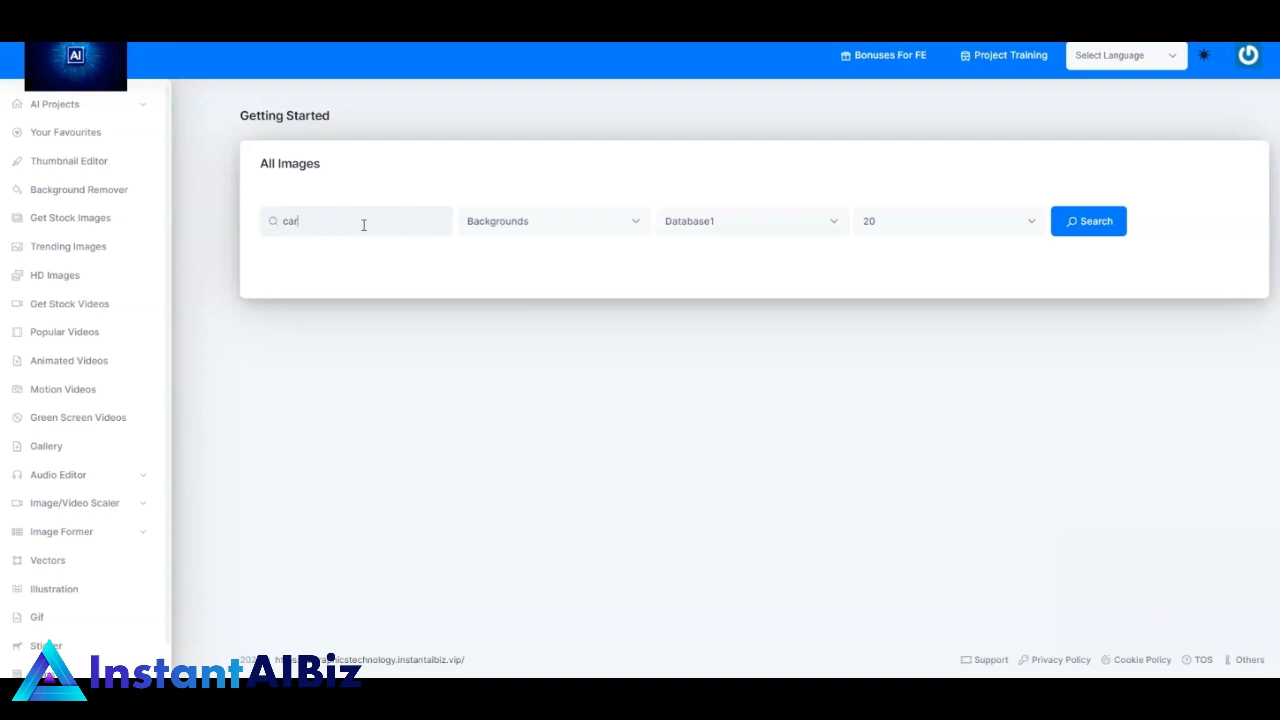 AI
Bonuses For FE
Project Training
Select Language
AI Projects
Your Favourites
Thumbnail Editor
Background Remover
Get Stock Images
Trending Images
HD Images
Get Stock Videos
Popular Videos
Animated Videos
Motion Videos
Green Screen Videos
Gallery
Audio Editor
Image/Video Scaler
Image Former
Vectors
Illustration
Gif
Getting Started
All Images
car
Backgrounds
Database1
20
Search
Support
Privacy Policy
Cookie Policy
TOS
Others
InstantAIBiz